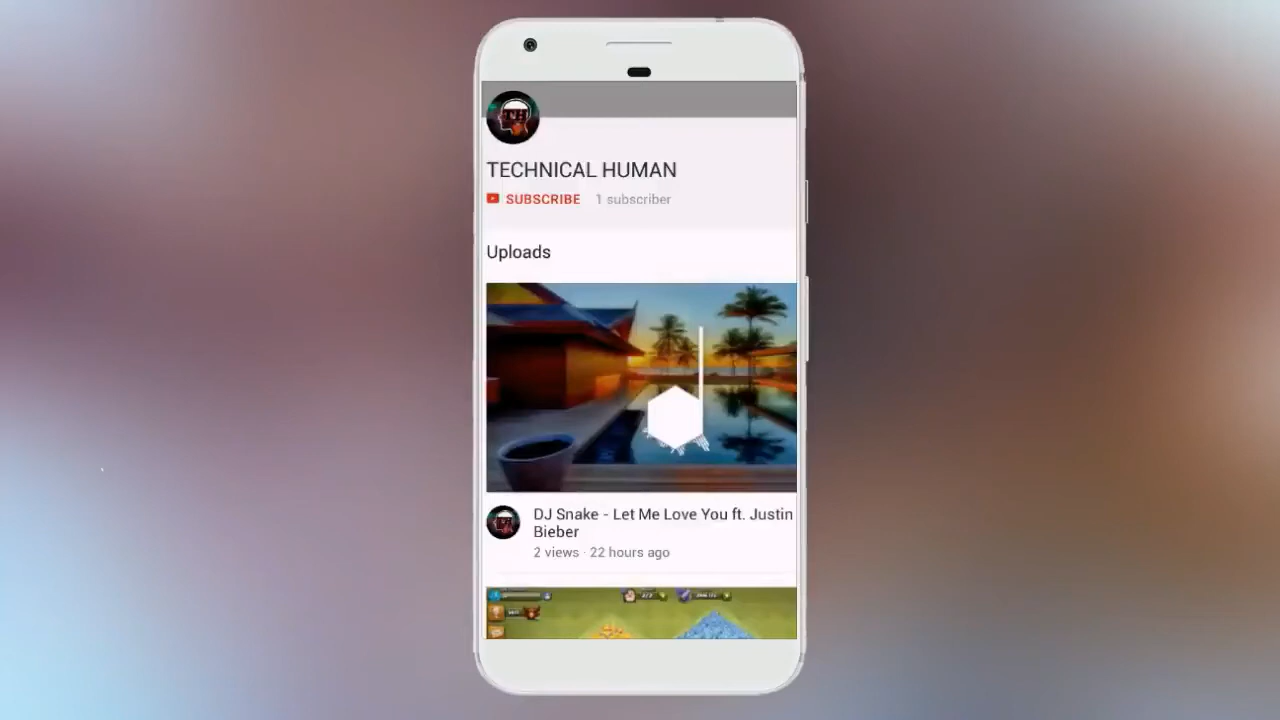 TH
TECHNICAL HUMAN
SUBSCRIBE 1 subscriber
Uploads
DJ Snake - Let Me Love You ft. Justin
Bieber
2 views · 22 hours ago